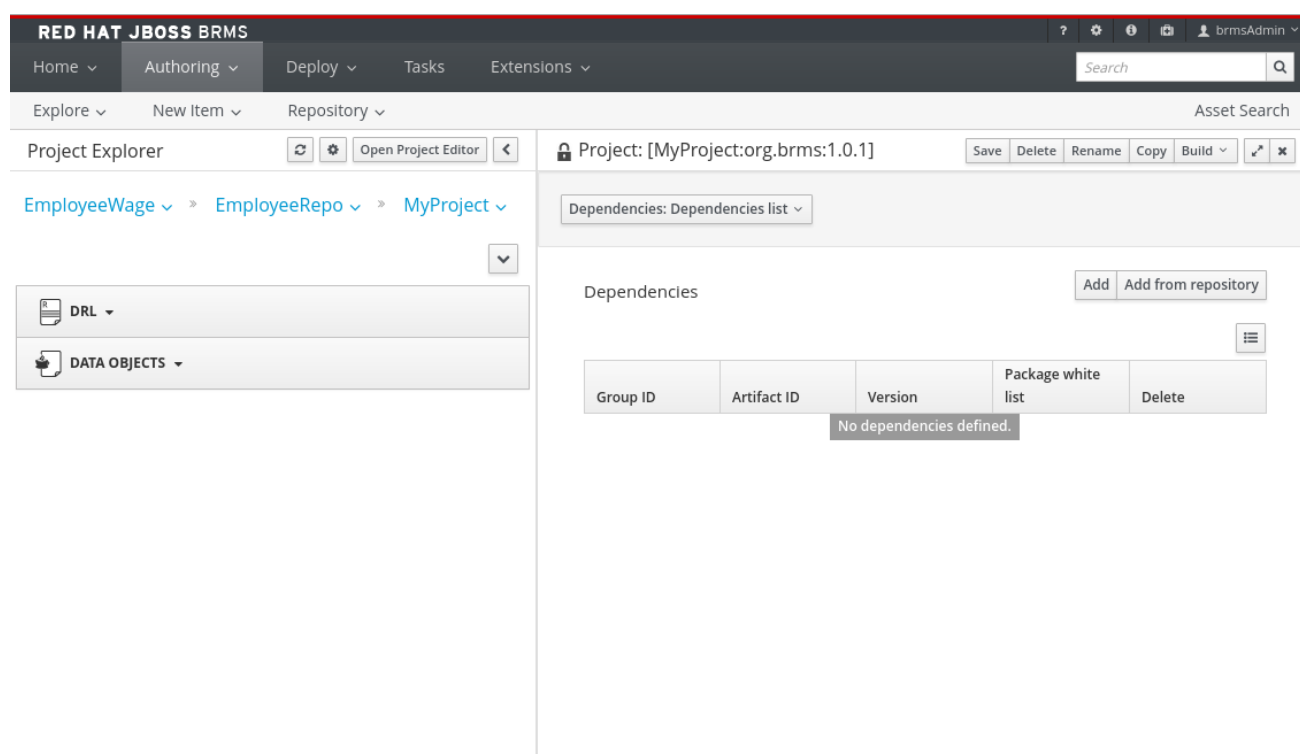 RED HAT JBOSS BRMS ? brmsAdmin
Home Authoring Deploy Tasks Extensions Search
Explore New Item Repository Asset Search
Project Explorer Open Project Editor
Project: [MyProject:org.brms:1.0.1] Save Delete Rename Copy Build
EmployeeWage » EmployeeRepo » MyProject
Dependencies: Dependencies list
DRL
DATA OBJECTS
Dependencies Add Add from repository
Group ID Artifact ID Version Package white list Delete
No dependencies defined.